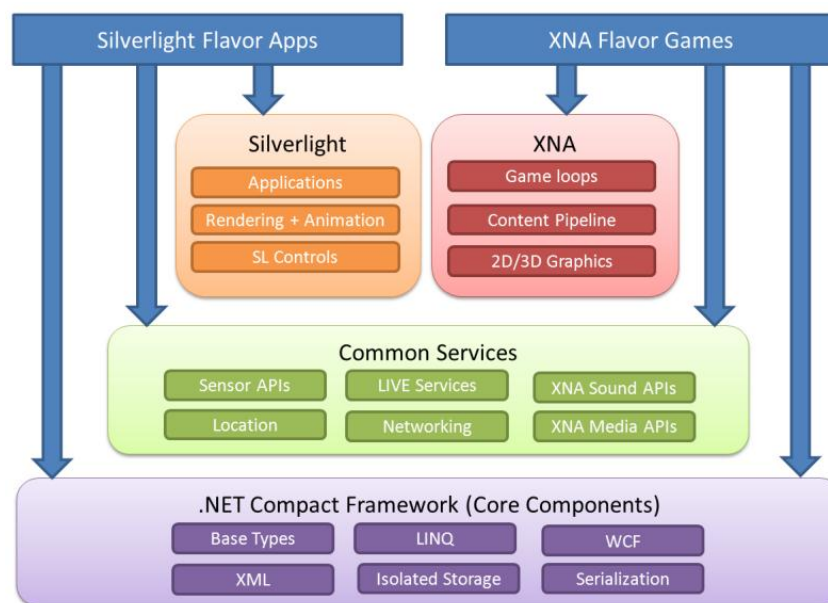 Silverlight Flavor Apps
XNA Flavor Games
Silverlight
Applications
Rendering + Animation
SL Controls
XNA
Game loops
Content Pipeline
2D/3D Graphics
Common Services
Sensor APIs
LIVE Services
XNA Sound APIs
Location
Networking
XNA Media APIs
.NET Compact Framework (Core Components)
Base Types
LINQ
WCF
XML
Isolated Storage
Serialization